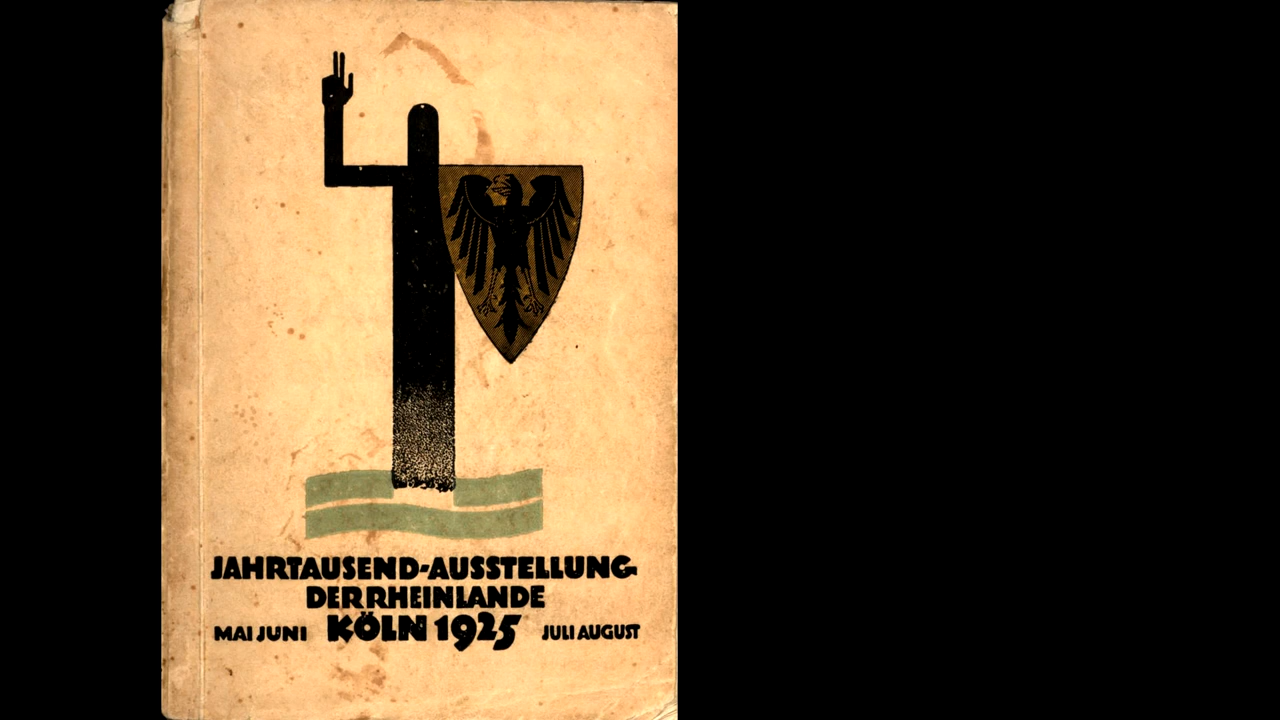 JAHRTAUSEND-AUSSTELLUNG
DER RHEINLANDE
MAI JUNI KÖLN 1925 JULI AUGUST